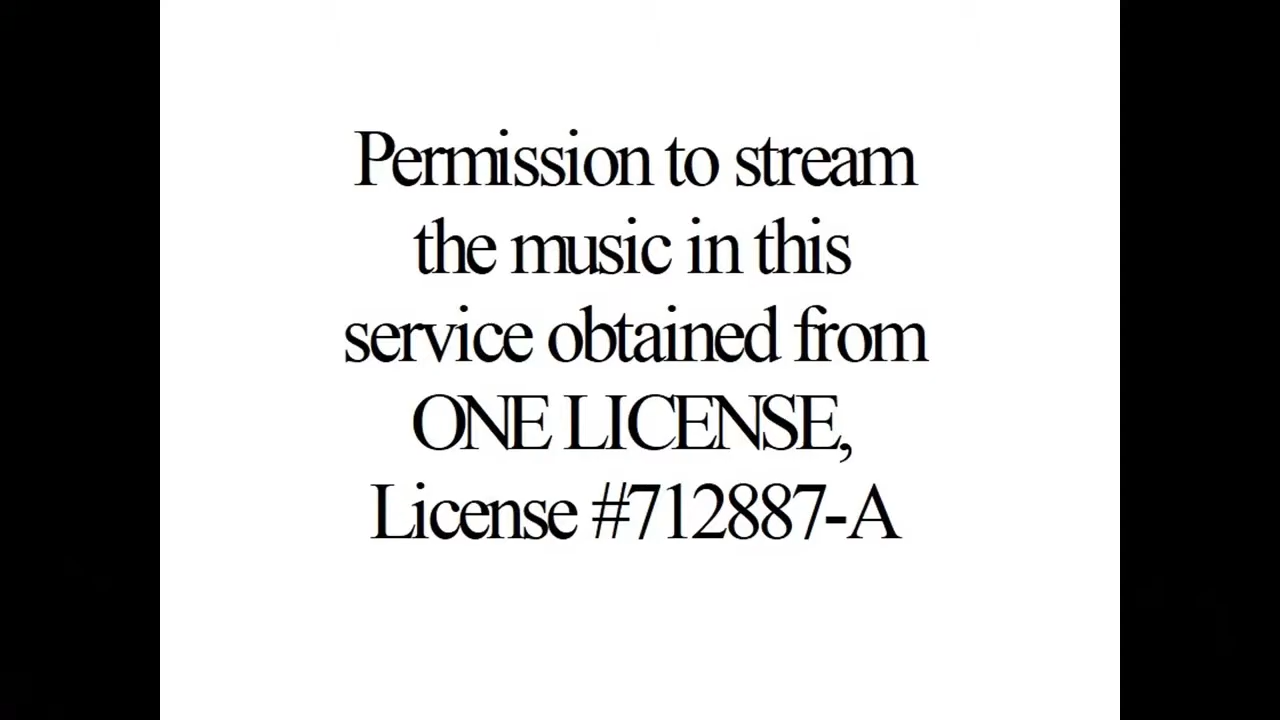 Permission to stream
the music in this
service obtained from
ONE LICENSE,
License #712887-A